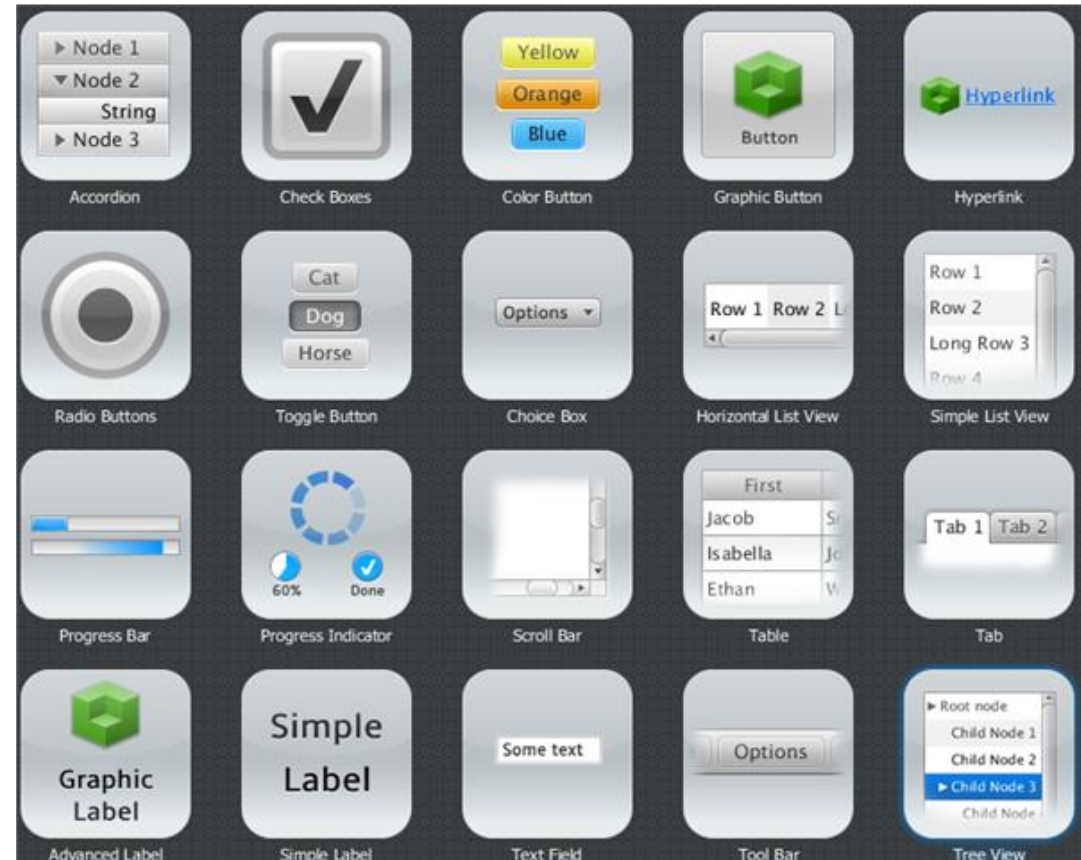 Node 1
Node 2
String
Node 3
Accordion
Check Boxes
Yellow
Orange
Blue
Color Button
Button
Graphic Button
Hyperlink
Hyperlink
Radio Buttons
Cat
Dog
Horse
Toggle Button
Options
Choice Box
Row 1 Row 2 L
Horizontal List View
Row 1
Row 2
Long Row 3
Row 4
Simple List View
Progress Bar
60% Done
Progress Indicator
Scroll Bar
First
Jacob S
Isabella Jo
Ethan W
Table
Tab 1 Tab 2
Tab
Graphic
Label
Advanced Label
Simple
Label
Simple Label
Some text
Text Field
Options
Tool Bar
Root node
Child Node 1
Child Node 2
Child Node 3
Child Node
Tree View